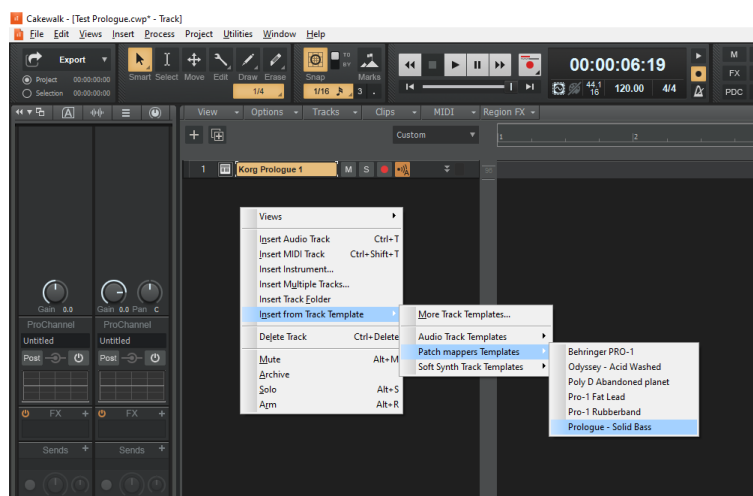 Cakewalk - [Test Prologue.cwp* - Track]
File Edit Views Insert Process Project Utilities Window Help
Export
Project 00:00:00:00
Selection 00:00:00:00
Smart Select Move Edit Draw Erase Snap Marks
TO
BY
1/4 1/16 3
00:00:06:19
44.1
16 120.00 4/4
M
FX
PDC
View Options Tracks Clips MIDI Region FX
Custom
1 2
1 Korg Prologue 1 M S
Gain 0.0 Gain 0.0 Pan C
ProChannel ProChannel
Untitled Untitled
Post Post
FX + FX +
Sends + Sends +
Views
Insert Audio Track Ctrl+T
Insert MIDI Track Ctrl+Shift+T
Insert Instrument...
Insert Multiple Tracks...
Insert Track Folder
Insert from Track Template
Delete Track Ctrl+Delete
Mute Alt+M
Archive
Solo Alt+S
Arm Alt+R
More Track Templates...
Audio Track Templates
Patch mappers Templates
Soft Synth Track Templates
Behringer PRO-1
Odyssey - Acid Washed
Poly D Abandoned planet
Pro-1 Fat Lead
Pro-1 Rubberband
Prologue - Solid Bass